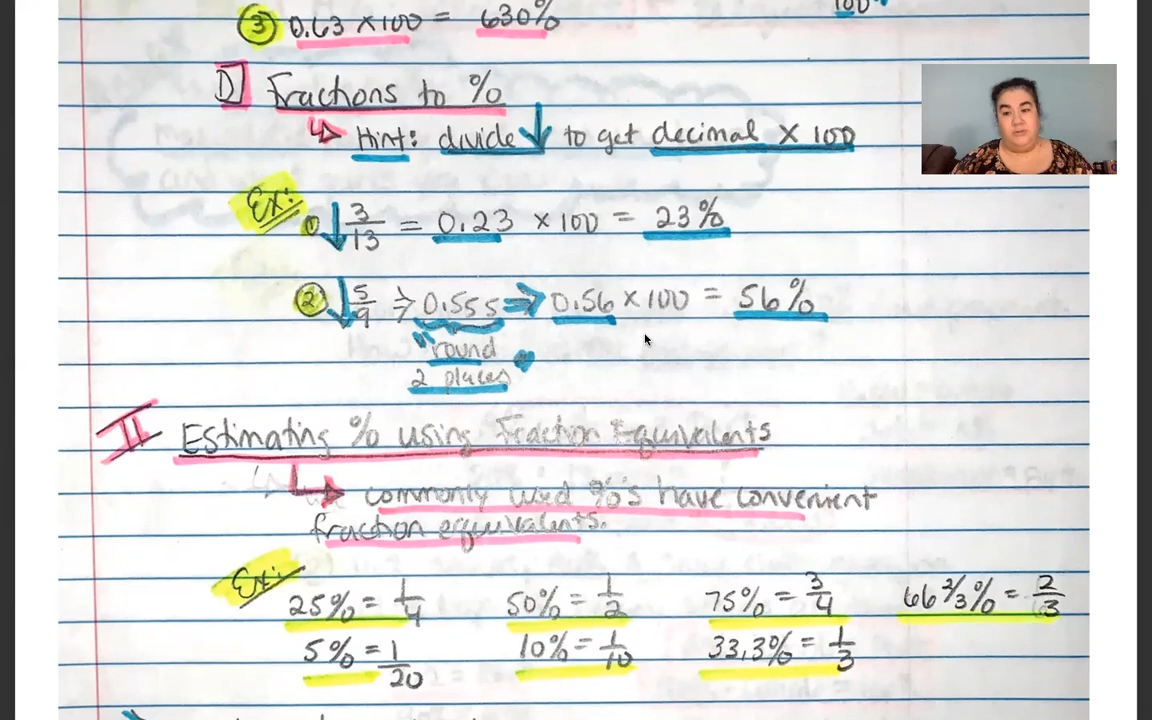 ③ 0.63 × 100 = 630%
100
D Fractions to %
Hint: divide ↓ to get decimal × 100
Ex:
① ↓ 3/13 = 0.23 × 100 = 23%
② ↓ 5/9 → 0.555 → 0.56 × 100 = 56%
"round
2 places"
II Estimating % using Fraction Equivalents
↳ commonly used %'s have convenient
fraction equivalents.
Ex:
25% = 1/4 50% = 1/2 75% = 3/4 66 2/3% = 2/3
5% = 1/20 10% = 1/10 33.3% = 1/3